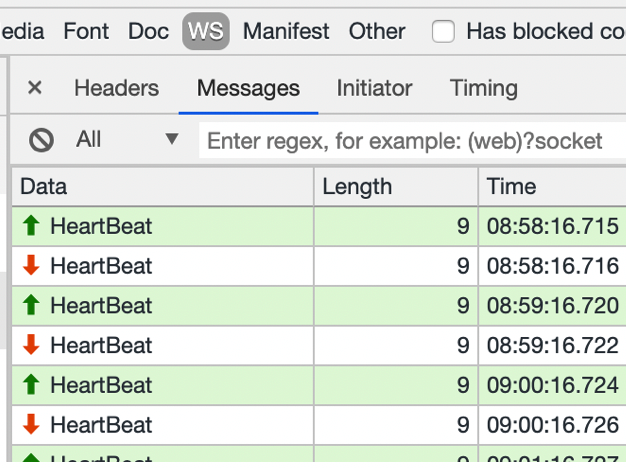 edia Font Doc WS Manifest Other Has blocked co
× Headers Messages Initiator Timing
All ▼ Enter regex, for example: (web)?socket
Data Length Time
HeartBeat 9 08:58:16.715
HeartBeat 9 08:58:16.716
HeartBeat 9 08:59:16.720
HeartBeat 9 08:59:16.722
HeartBeat 9 09:00:16.724
HeartBeat 9 09:00:16.726